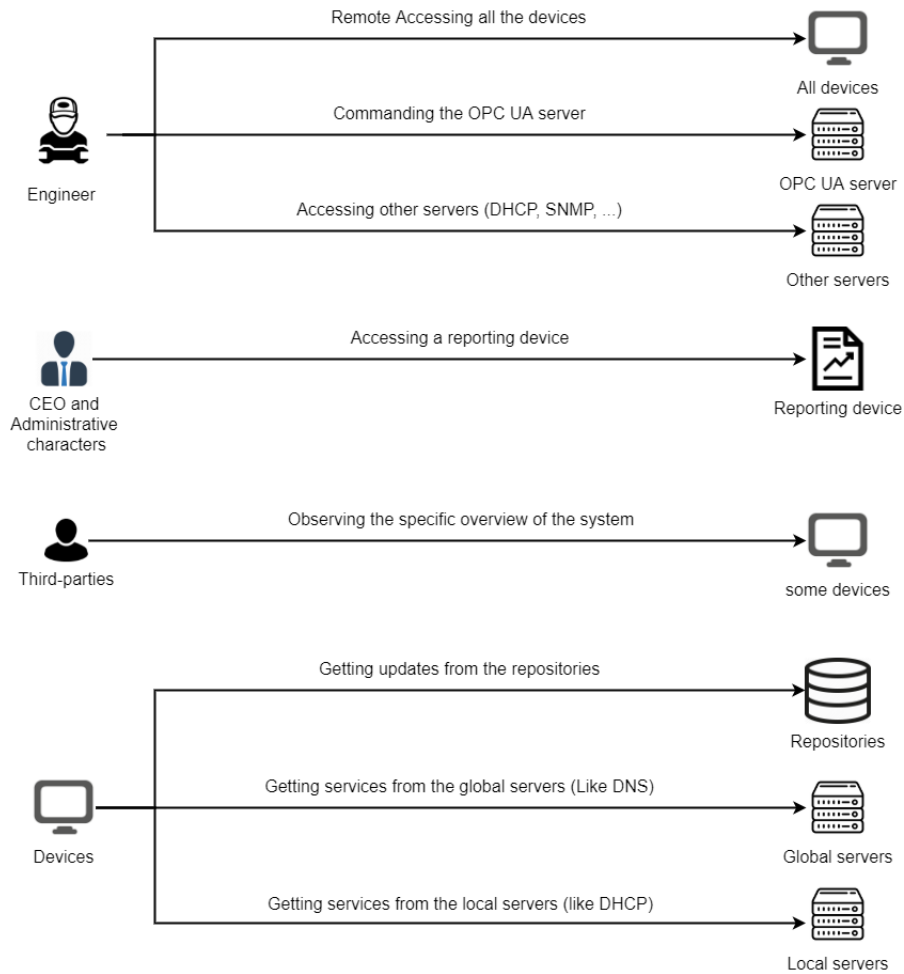 Remote Accessing all the devices
All devices
Commanding the OPC UA server
Engineer
OPC UA server
Accessing other servers (DHCP, SNMP, ...)
Other servers
Accessing a reporting device
CEO and
Administrative
characters
Reporting device
Observing the specific overview of the system
Third-parties
some devices
Getting updates from the repositories
Repositories
Getting services from the global servers (Like DNS)
Devices
Global servers
Getting services from the local servers (like DHCP)
Local servers